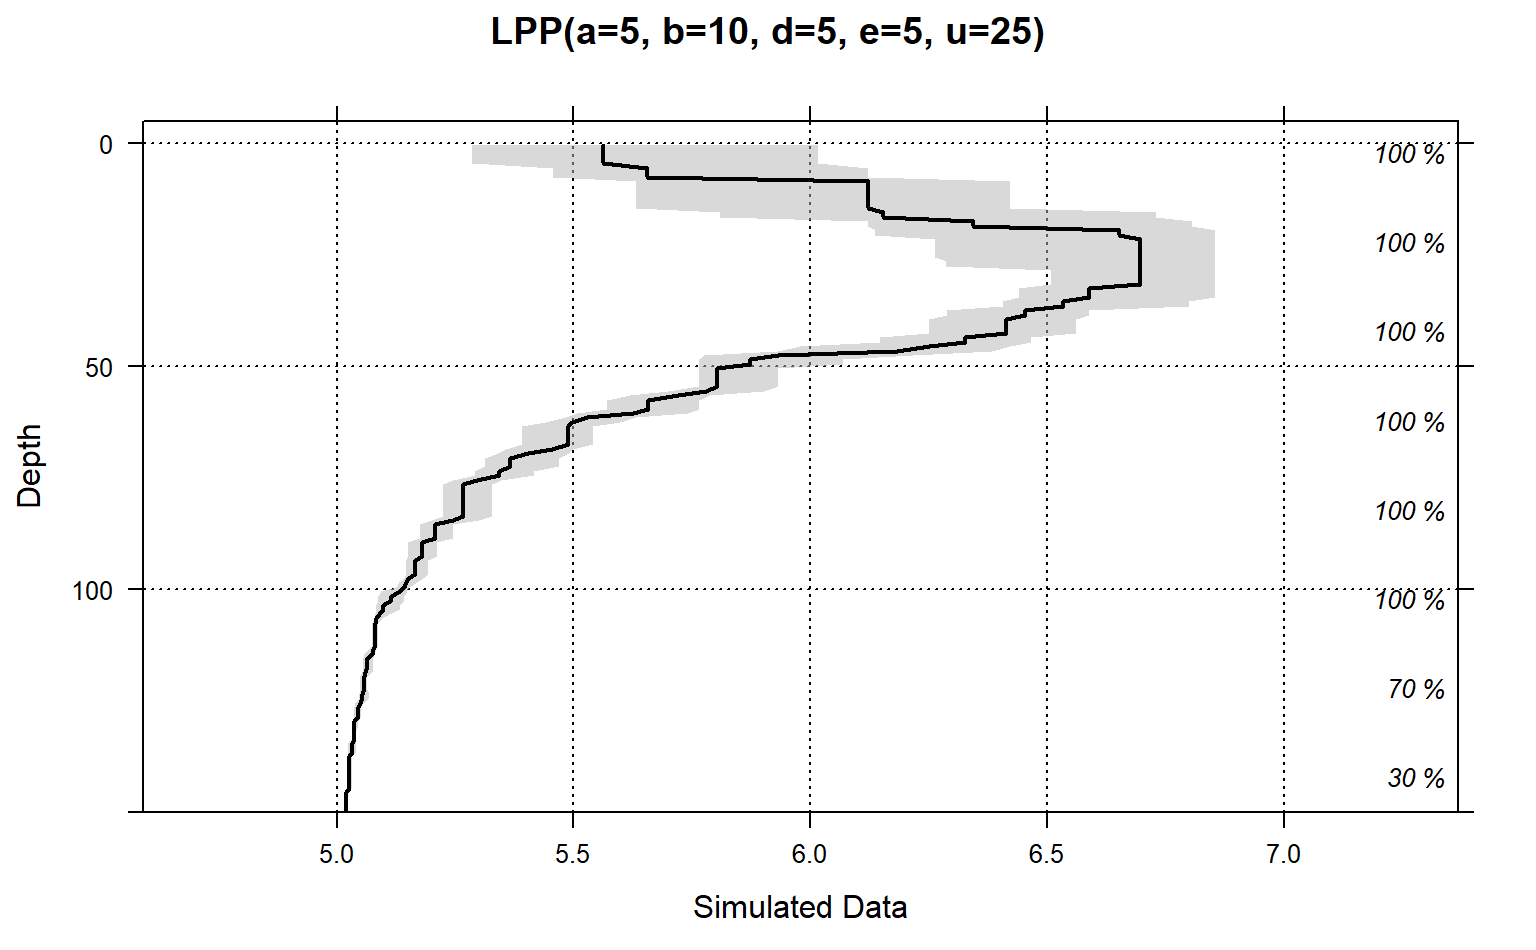 LPP(a=5, b=10, d=5, e=5, u=25)
0
100 %
100 %
100 %
50
100 %
Depth
100 %
100
100 %
70 %
30 %
5.0 5.5 6.0 6.5 7.0
Simulated Data